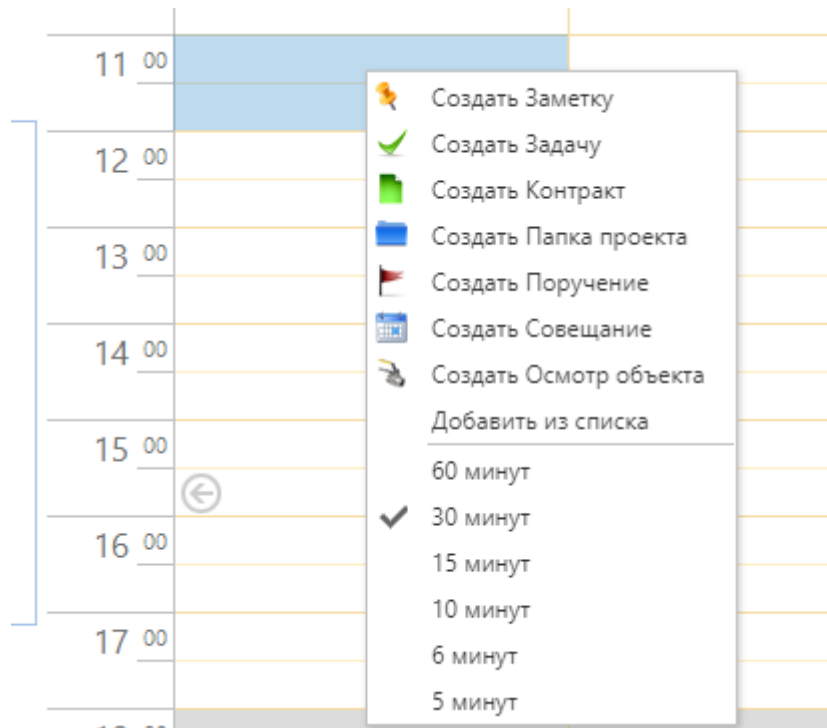 11 00
12 00
13 00
14 00
15 00
16 00
17 00
Создать Заметку
Создать Задачу
Создать Контракт
Создать Папка проекта
Создать Поручение
Создать Совещание
Создать Осмотр объекта
Добавить из списка
60 минут
30 минут
15 минут
10 минут
6 минут
5 минут